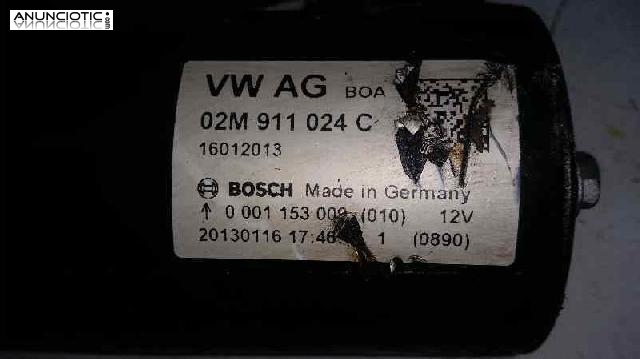 ANUNCIOTIC
VW AG BOA
02M 911 024 C
16012013
BOSCH Made in Germany
↑ 0 001 153 009 (010) 12V
20130116 17:46 1 (0890)